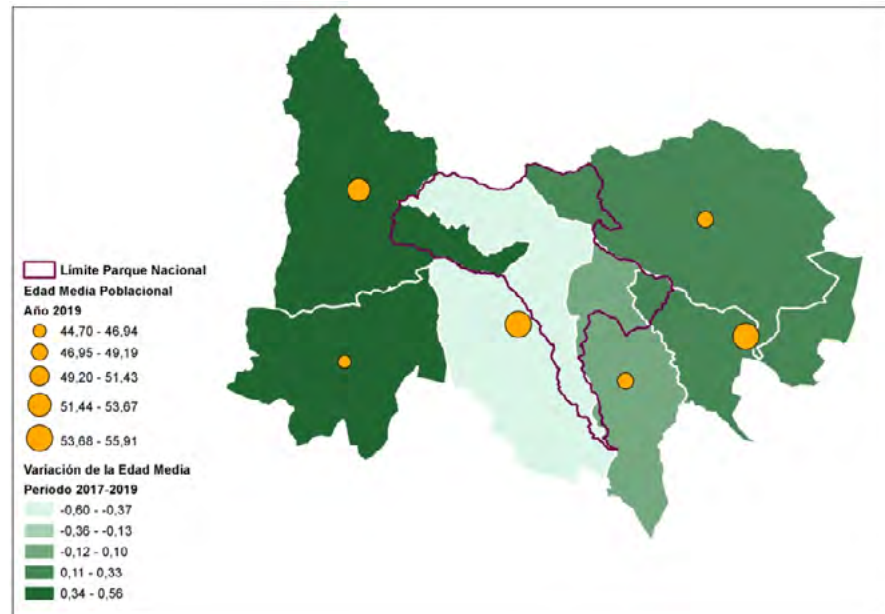 Límite Parque Nacional
Edad Media Poblacional
Año 2019
44,70 - 46,94
46,95 - 49,19
49,20 - 51,43
51,44 - 53,67
53,68 - 55,91
Variación de la Edad Media
Periodo 2017-2019
-0,60 - -0,37
-0,36 - -0,13
-0,12 - 0,10
0,11 - 0,33
0,34 - 0,56